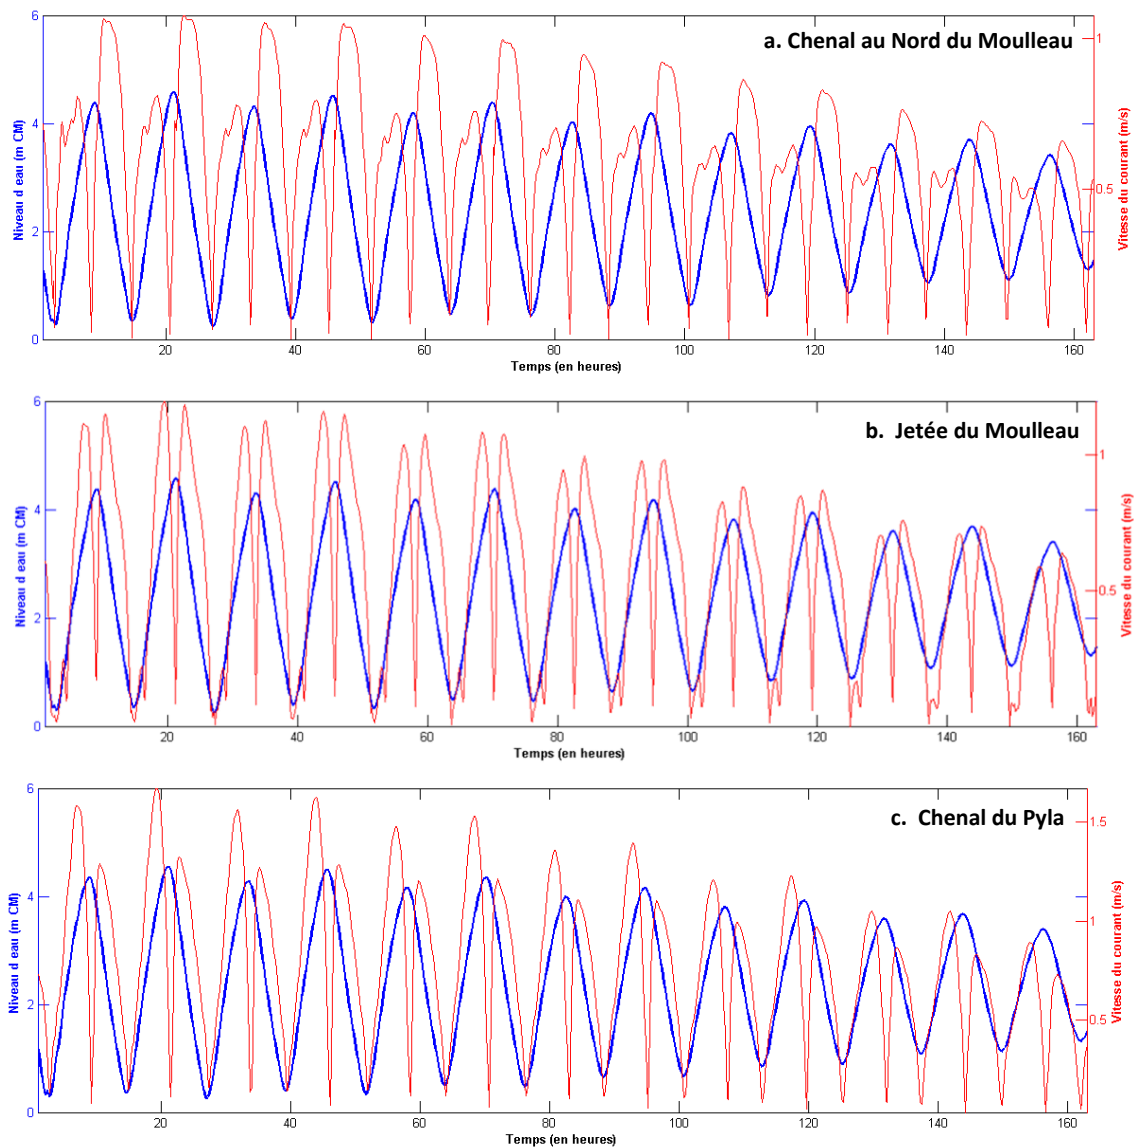 6
a. Chenal au Nord du Moulleau
1
4
Niveau d eau (m CM)
0.5
Vitesse du courant (m/s)
2
0
20 40 60 80 100 120 140 160
Temps (en heures)
6
b. Jetée du Moulleau
1
4
Niveau d eau (m CM)
Vitesse du courant (m/s)
0.5
2
0
20 40 60 80 100 120 140 160
Temps (en heures)
6
c. Chenal du Pyla
1.5
4
Niveau d eau (m CM)
1
Vitesse du courant (m/s)
2
0.5
0
20 40 60 80 100 120 140 160
Temps (en heures)